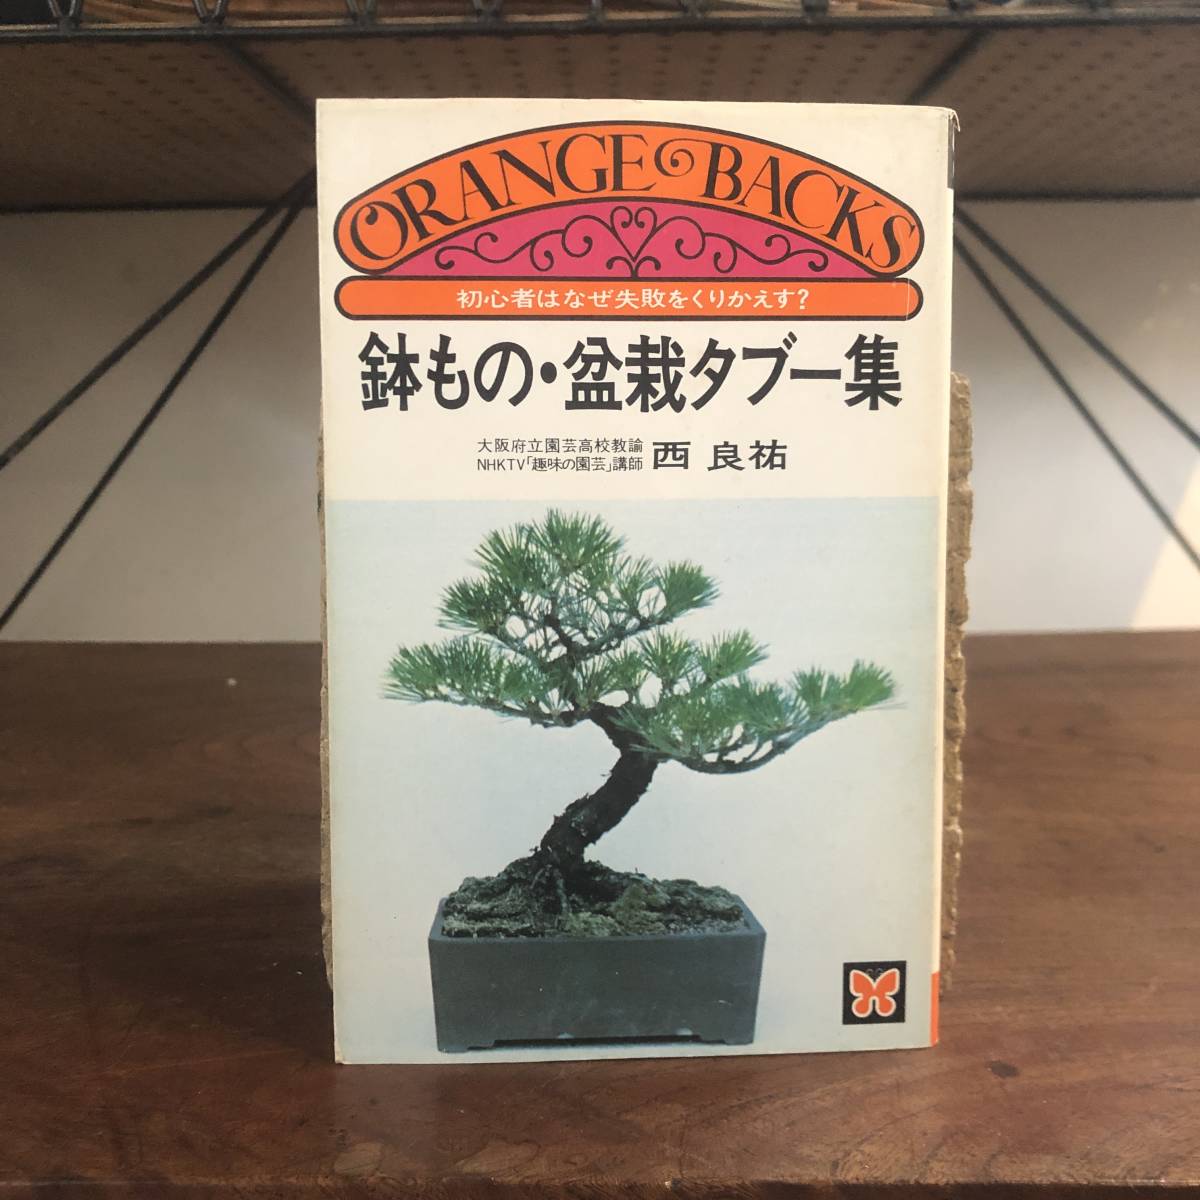 ORANGE BACKS
初心者はなぜ失敗をくりかえす?
鉢もの・盆栽タブー集
大阪府立園芸高校教諭
NHKTV「趣味の園芸」講師 西 良祐